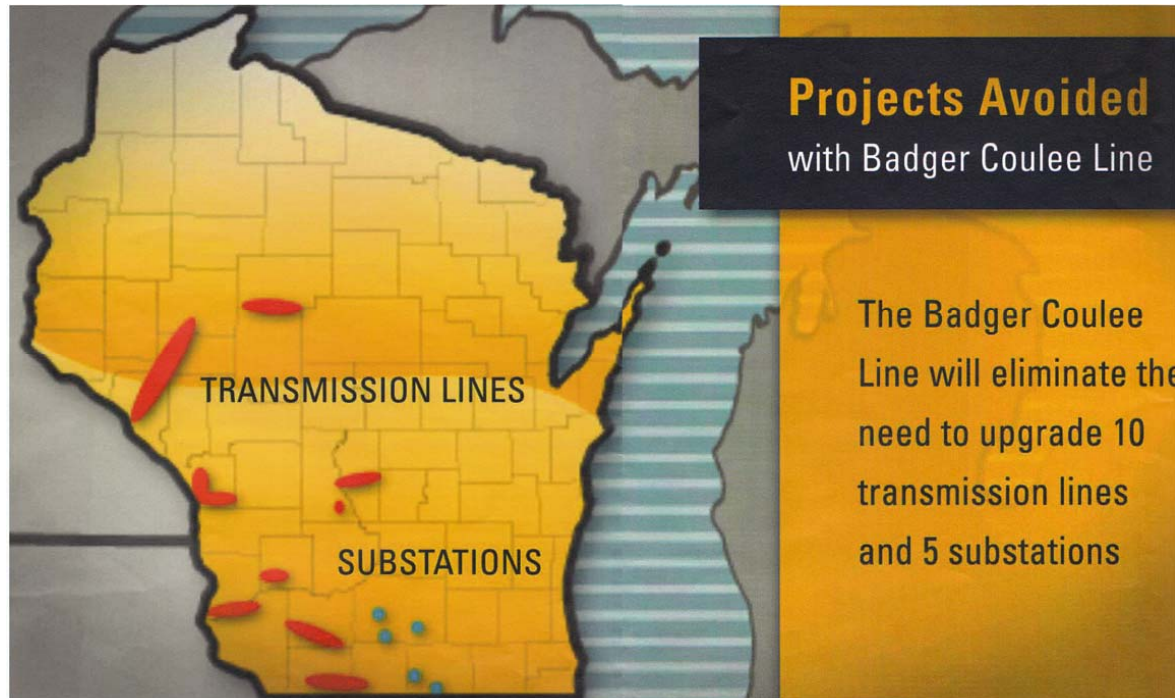 Projects Avoided
with Badger Coulee Line
The Badger Coulee
Line will eliminate the
need to upgrade 10
transmission lines
and 5 substations
TRANSMISSION LINES
SUBSTATIONS